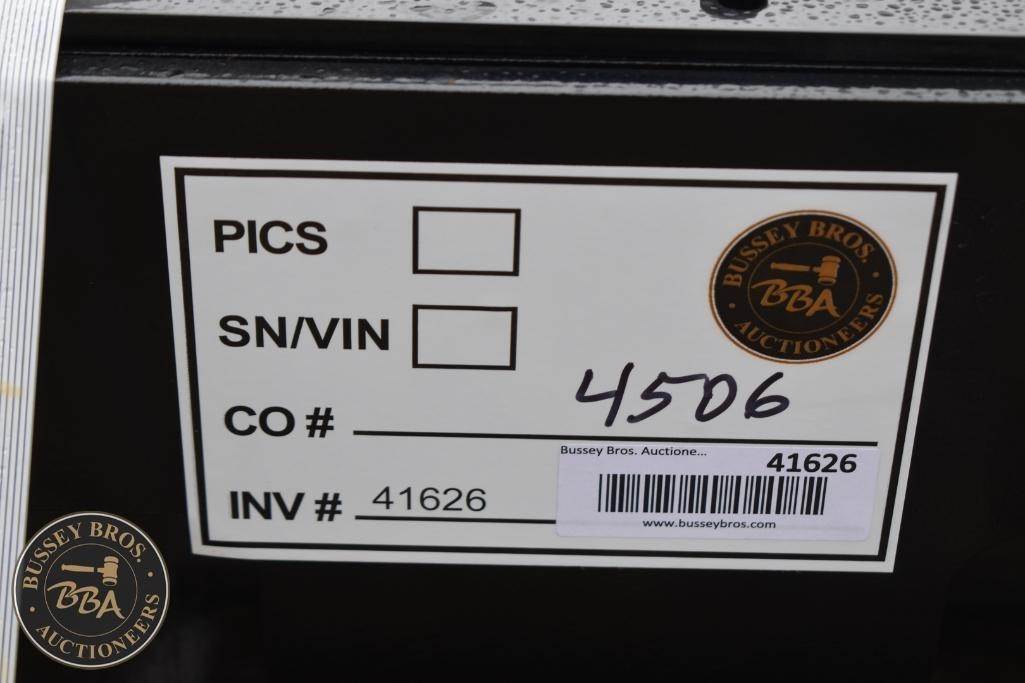 PICS
BUSSEY BROS.
BBA
AUCTIONEERS
SN/VIN
CO # 4506
Bussey Bros. Auctione... 41626
INV # 41626
www.busseybros.com
BUSSEY BROS.
BBA
AUCTIONEERS